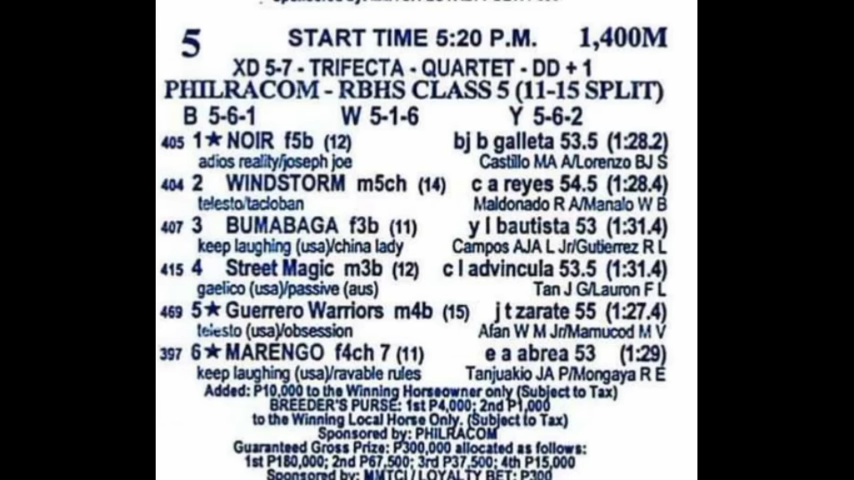 5 START TIME 5:20 P.M. 1,400M
XD 5-7 - TRIFECTA - QUARTET - DD + 1
PHILRACOM - RBHS CLASS 5 (11-15 SPLIT)
B 5-6-1 W 5-1-6 Y 5-6-2
405 1★ NOIR f5b (12) bj b galleta 53.5 (1:28.2)
adios reality/joseph joe Castillo MA A/Lorenzo BJ S
404 2 WINDSTORM m5ch (14) c a reyes 54.5 (1:28.4)
telesto/tacloban Maldonado R A/Manalo W B
407 3 BUMABAGA f3b (11) y l bautista 53 (1:31.4)
keep laughing (usa)/china lady Campos AJA L Jr/Gutierrez R L
415 4 Street Magic m3b (12) c l advincula 53.5 (1:31.4)
gaelico (usa)/passive (aus) Tan J G/Lauron F L
469 5★ Guerrero Warriors m4b (15) j t zarate 55 (1:27.4)
telesto (usa)/obsession Afan W M Jr/Mamucod M V
397 6★ MARENGO f4ch 7 (11) e a abrea 53 (1:29)
keep laughing (usa)/ravable rules Tanjuakio JA P/Mongaya R E
Added: P10,000 to the Winning Horseowner only (Subject to Tax)
BREEDER'S PURSE: 1st P4,000; 2nd P1,000
to the Winning Local Horse Only. (Subject to Tax)
Sponsored by: PHILRACOM
Guaranteed Gross Prize: P300,000 allocated as follows:
1st P180,000; 2nd P67,500; 3rd P37,500; 4th P15,000
Sponsored by: MMTCI / LOYALTY BET: P300